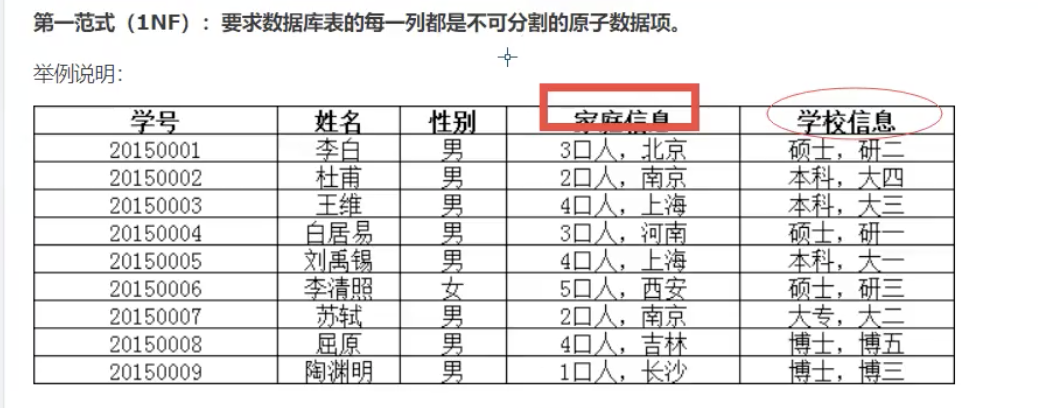 第一范式（1NF）：要求数据库表的每一列都是不可分割的原子数据项。
举例说明：
学号 姓名 性别 家庭信息 学校信息
20150001 李白 男 3口人，北京 硕士，研二
20150002 杜甫 男 2口人，南京 本科，大四
20150003 王维 男 4口人，上海 本科，大三
20150004 白居易 男 3口人，河南 硕士，研一
20150005 刘禹锡 男 4口人，上海 本科，大一
20150006 李清照 女 5口人，西安 硕士，研三
20150007 苏轼 男 2口人，南京 大专，大二
20150008 屈原 男 4口人，吉林 博士，博五
20150009 陶渊明 男 1口人，长沙 博士，博三